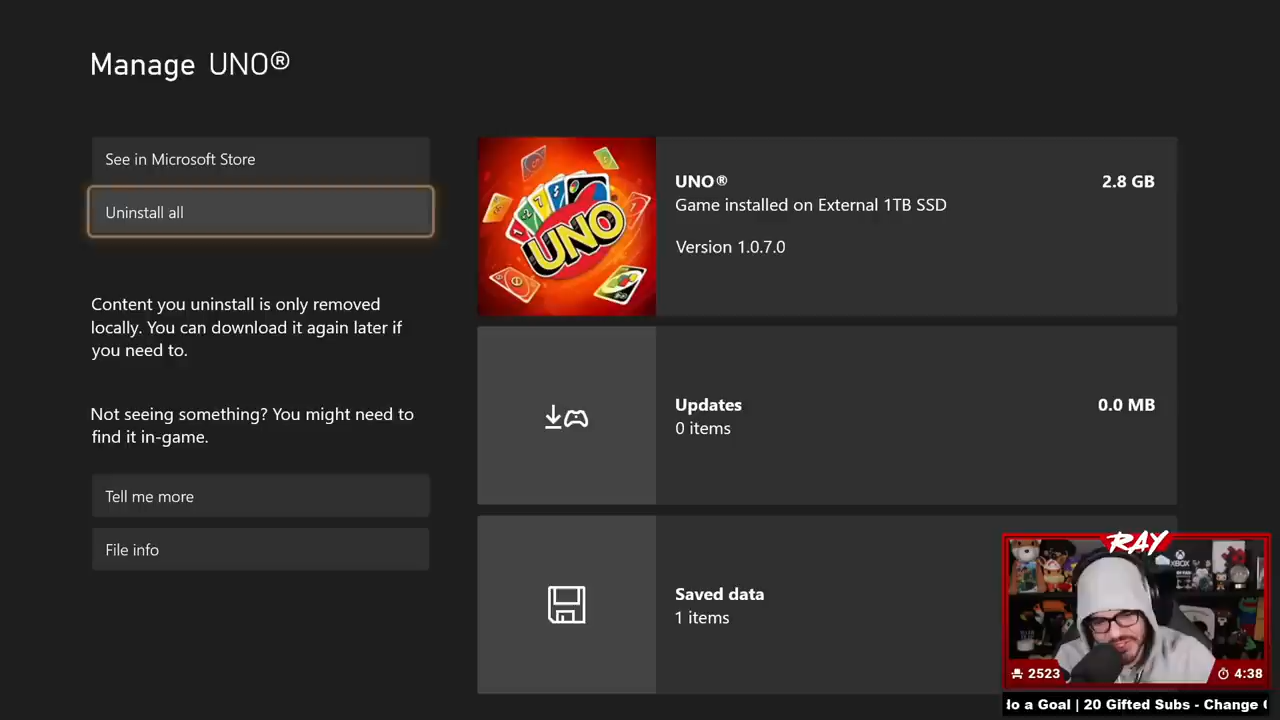 Manage UNO®
See in Microsoft Store
Uninstall all
Content you uninstall is only removed
locally. You can download it again later if
you need to.
Not seeing something? You might need to
find it in-game.
Tell me more
File info
UNO
UNO® 2.8 GB
Game installed on External 1TB SSD
Version 1.0.7.0
Updates 0.0 MB
0 items
Saved data
1 items
RAY
XBOX
2523 4:38
do a Goal | 20 Gifted Subs - Change